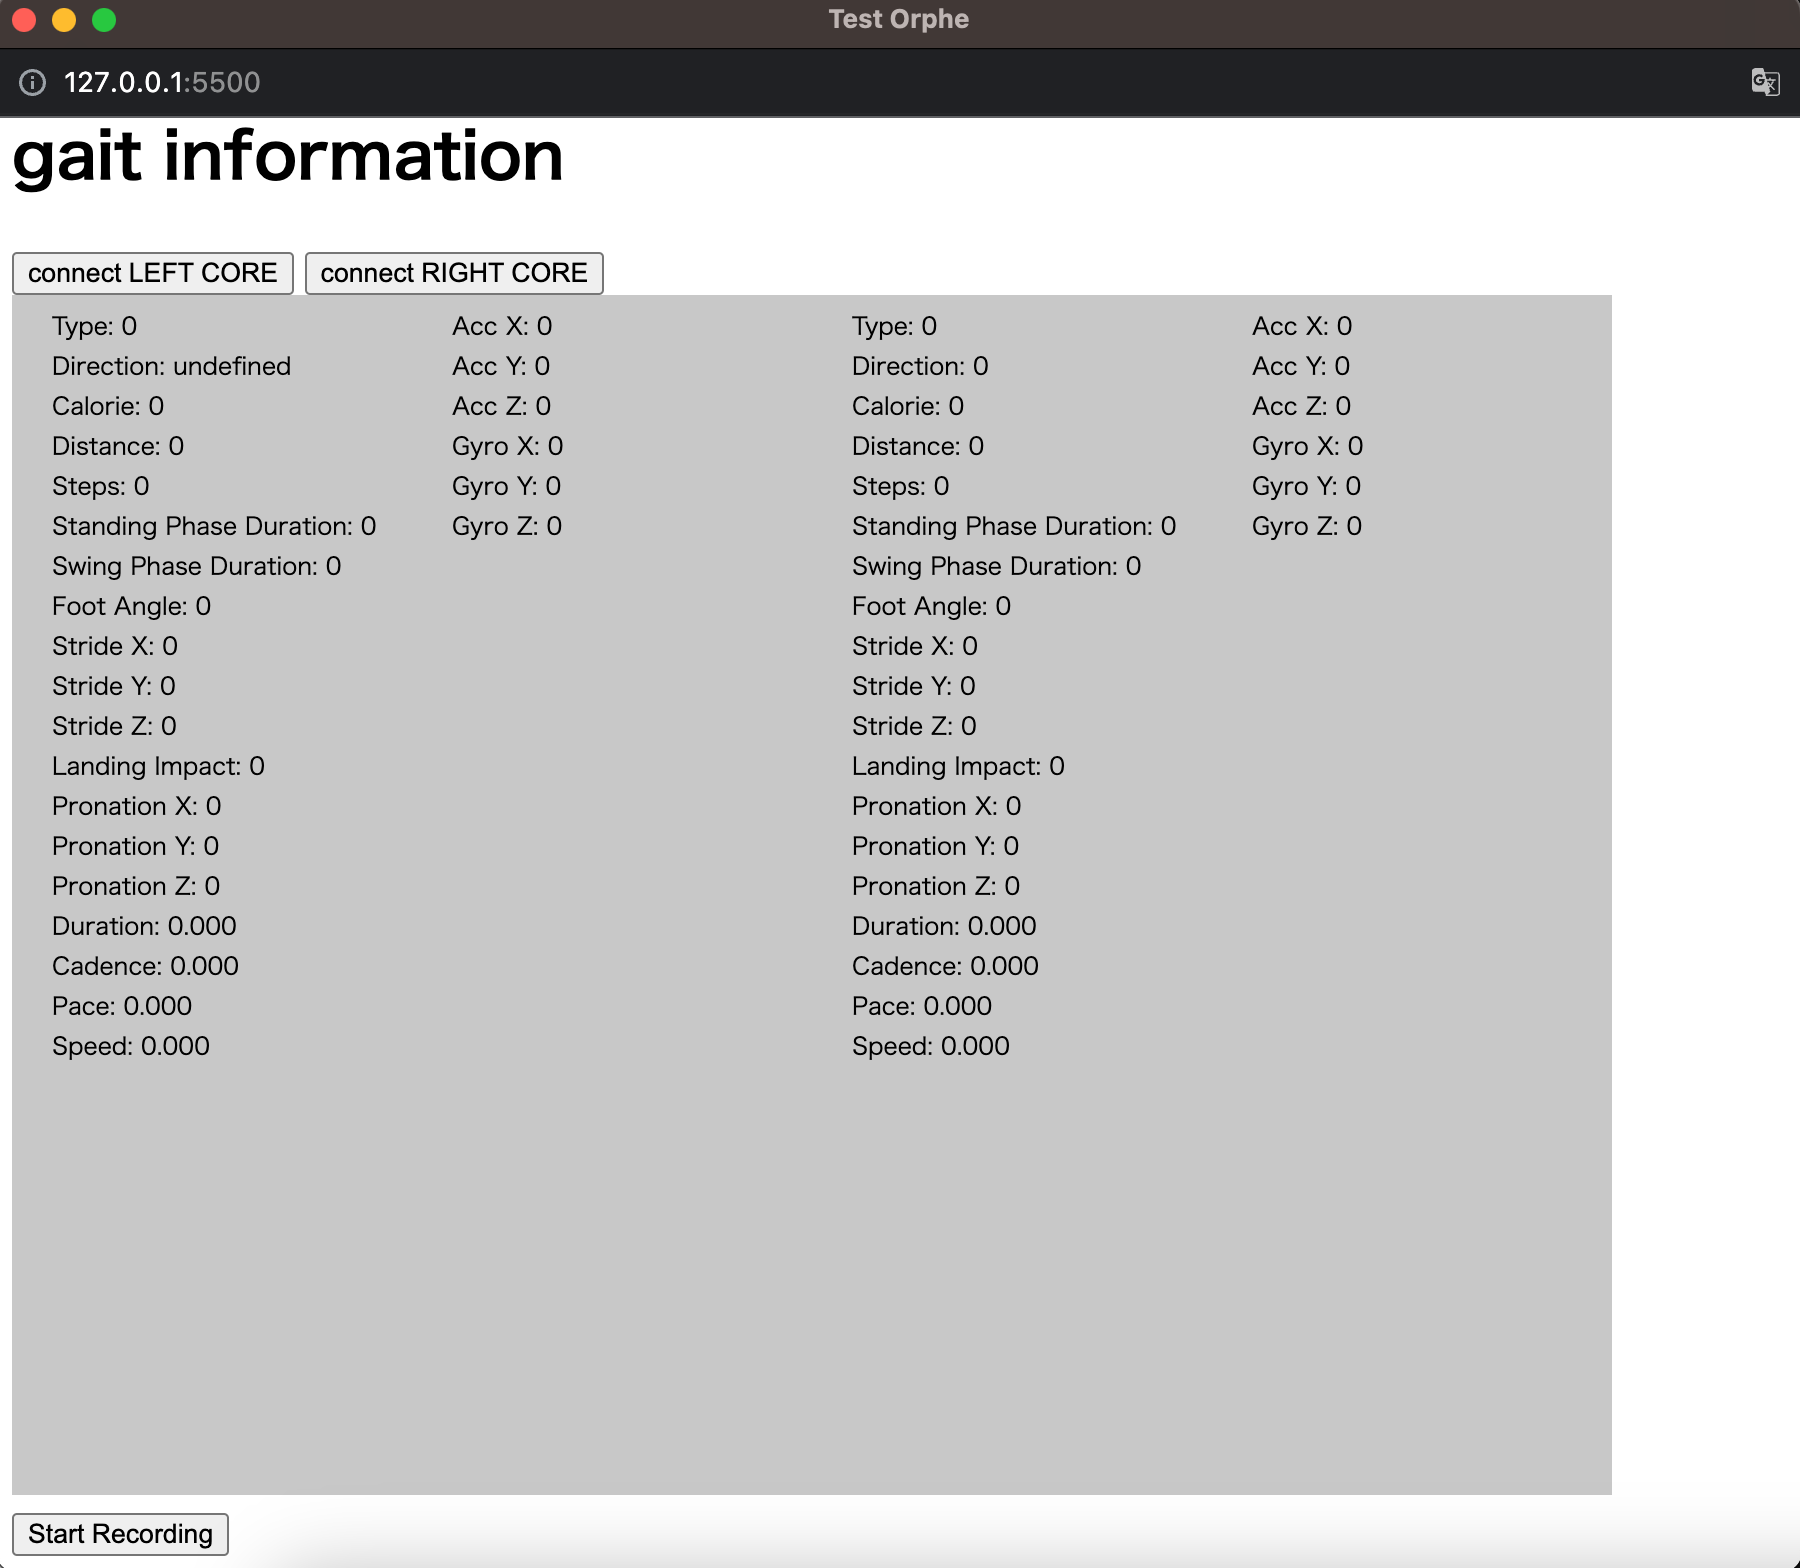 Test Orphe
127.0.0.1:5500
gait information
connect LEFT CORE
connect RIGHT CORE
Type: 0
Direction: undefined
Calorie: 0
Distance: 0
Steps: 0
Standing Phase Duration: 0
Swing Phase Duration: 0
Foot Angle: 0
Stride X: 0
Stride Y: 0
Stride Z: 0
Landing Impact: 0
Pronation X: 0
Pronation Y: 0
Pronation Z: 0
Duration: 0.000
Cadence: 0.000
Pace: 0.000
Speed: 0.000
Acc X: 0
Acc Y: 0
Acc Z: 0
Gyro X: 0
Gyro Y: 0
Gyro Z: 0
Type: 0
Direction: 0
Calorie: 0
Distance: 0
Steps: 0
Standing Phase Duration: 0
Swing Phase Duration: 0
Foot Angle: 0
Stride X: 0
Stride Y: 0
Stride Z: 0
Landing Impact: 0
Pronation X: 0
Pronation Y: 0
Pronation Z: 0
Duration: 0.000
Cadence: 0.000
Pace: 0.000
Speed: 0.000
Acc X: 0
Acc Y: 0
Acc Z: 0
Gyro X: 0
Gyro Y: 0
Gyro Z: 0
Start Recording